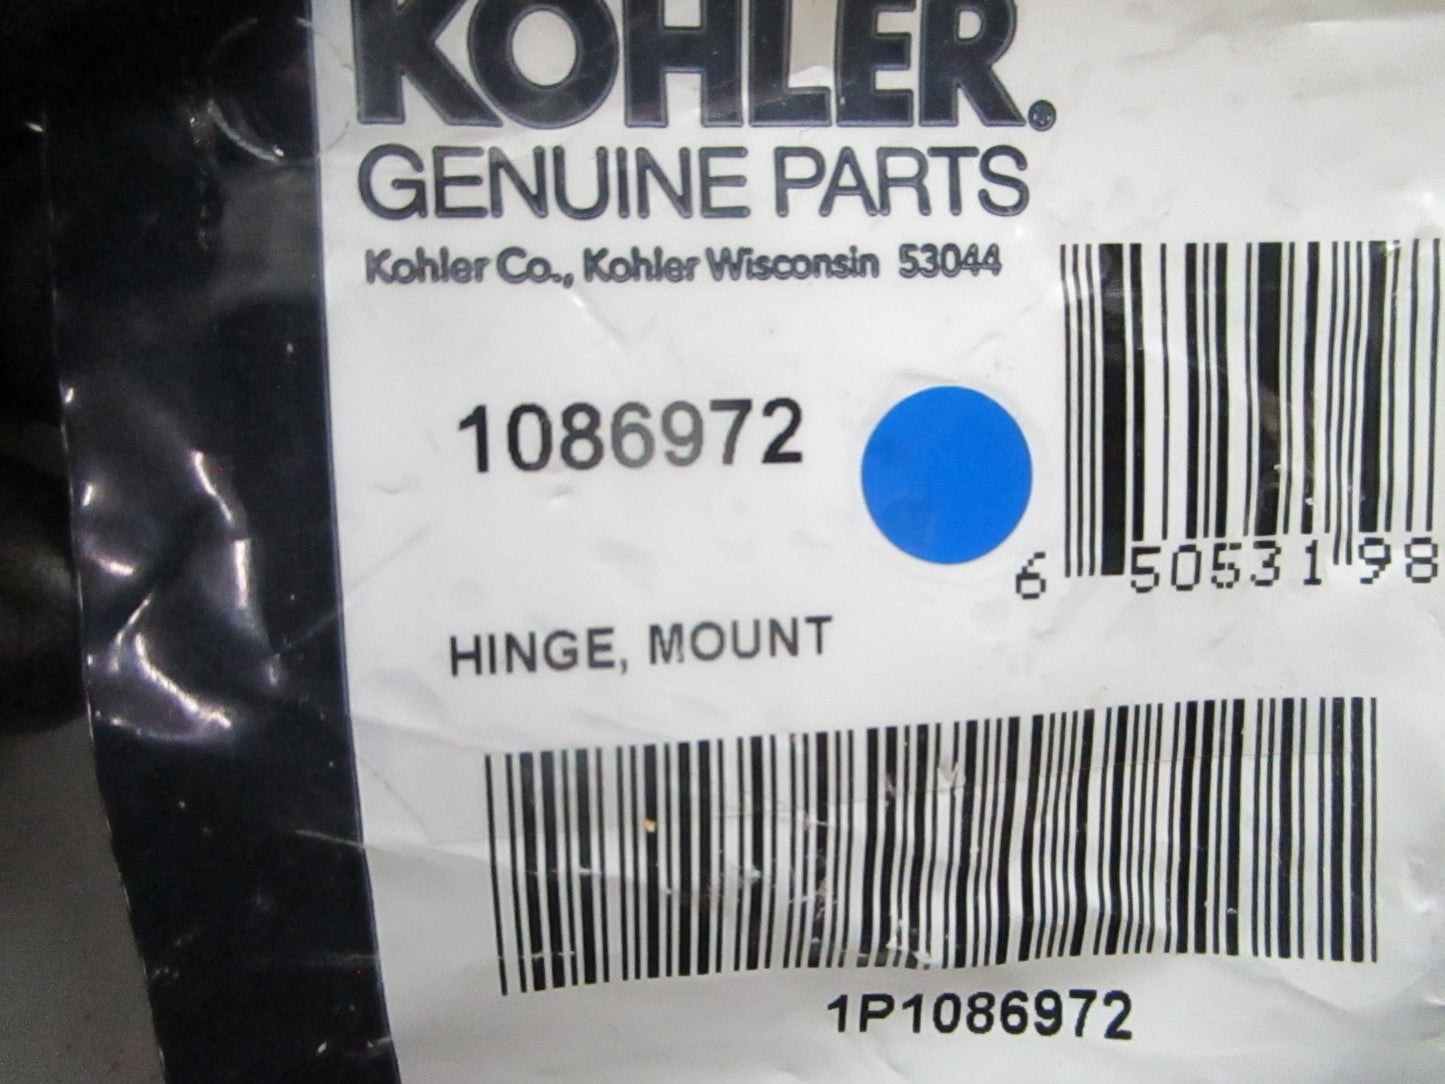 KOHLER®
GENUINE PARTS
Kohler Co., Kohler Wisconsin 53044
1086972
6 50531 98
HINGE, MOUNT
1P1086972